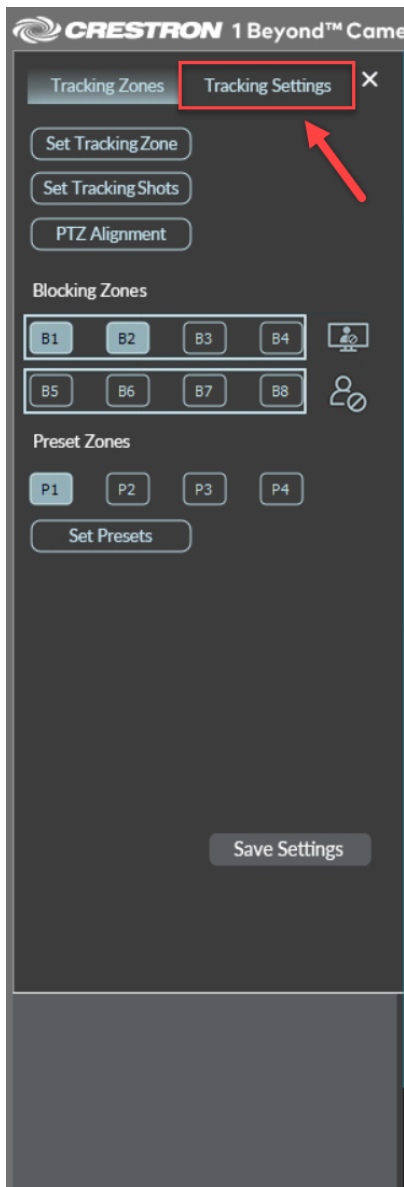 CRESTRON 1 Beyond™ Came
Tracking Zones Tracking Settings ×
Set Tracking Zone
Set Tracking Shots
PTZ Alignment
Blocking Zones
B1 B2 B3 B4
B5 B6 B7 B8
Preset Zones
P1 P2 P3 P4
Set Presets
Save Settings